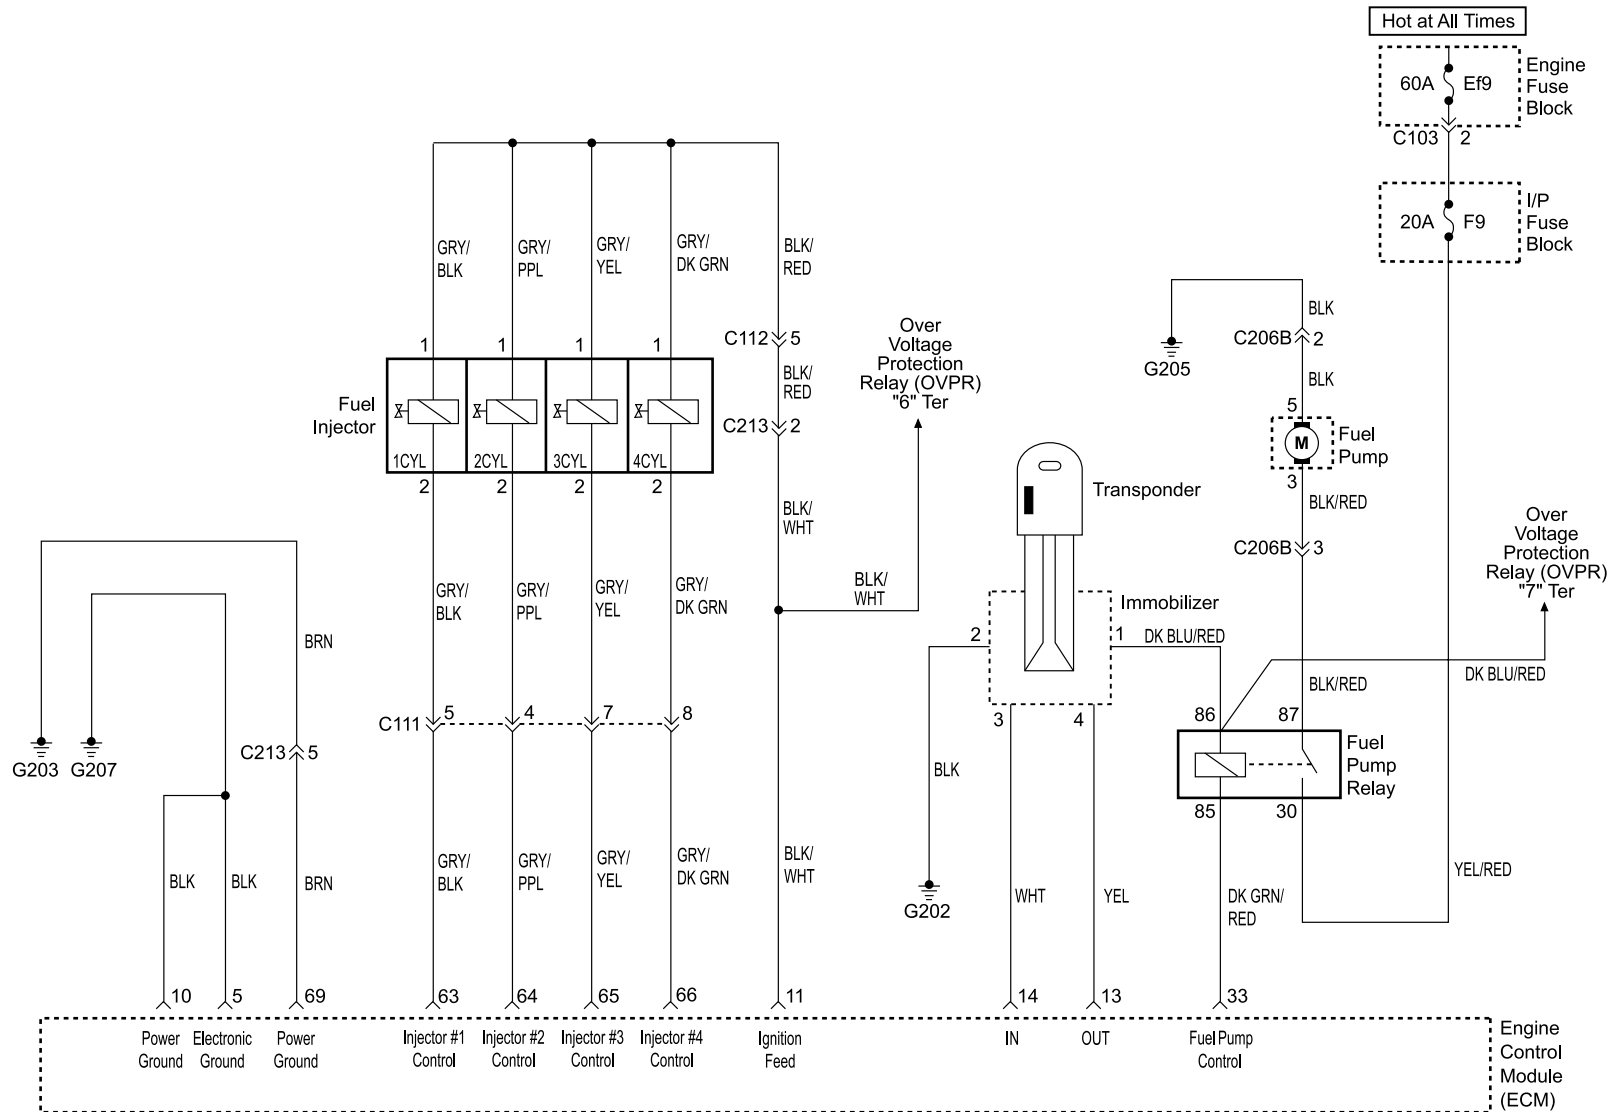 Hot at All Times
60A Ef9
Engine
Fuse
Block
C103 2
20A F9
I/P
Fuse
Block
GRY/
BLK
GRY/
PPL
GRY/
YEL
GRY/
DK GRN
BLK/
RED
C112 5
BLK/
RED
C213 2
BLK/
WHT
1 1 1 1
Fuel
Injector
1CYL 2CYL 3CYL 4CYL
2 2 2 2
Over
Voltage
Protection
Relay (OVPR)
"6" Ter
BLK/
WHT
G205
BLK
C206B 2
BLK
5
M
Fuel
Pump
3
BLK/RED
C206B 3
Over
Voltage
Protection
Relay (OVPR)
"7" Ter
DK BLU/RED
BLK/RED
Transponder
Immobilizer
2 1
DK BLU/RED
3 4
86 87
Fuel
Pump
Relay
85 30
BRN
GRY/
BLK
GRY/
PPL
GRY/
YEL
GRY/
DK GRN
C111 5 4 7 8
G203 G207
C213 5
BLK
G202
BLK BLK BRN
GRY/
BLK
GRY/
PPL
GRY/
YEL
GRY/
DK GRN
BLK/
WHT
WHT YEL
DK GRN/
RED
YEL/RED
10 5 69 63 64 65 66 11 14 13 33
Power
Ground
Electronic
Ground
Power
Ground
Injector #1
Control
Injector #2
Control
Injector #3
Control
Injector #4
Control
Ignition
Feed
IN
OUT
Fuel Pump
Control
Engine
Control
Module
(ECM)